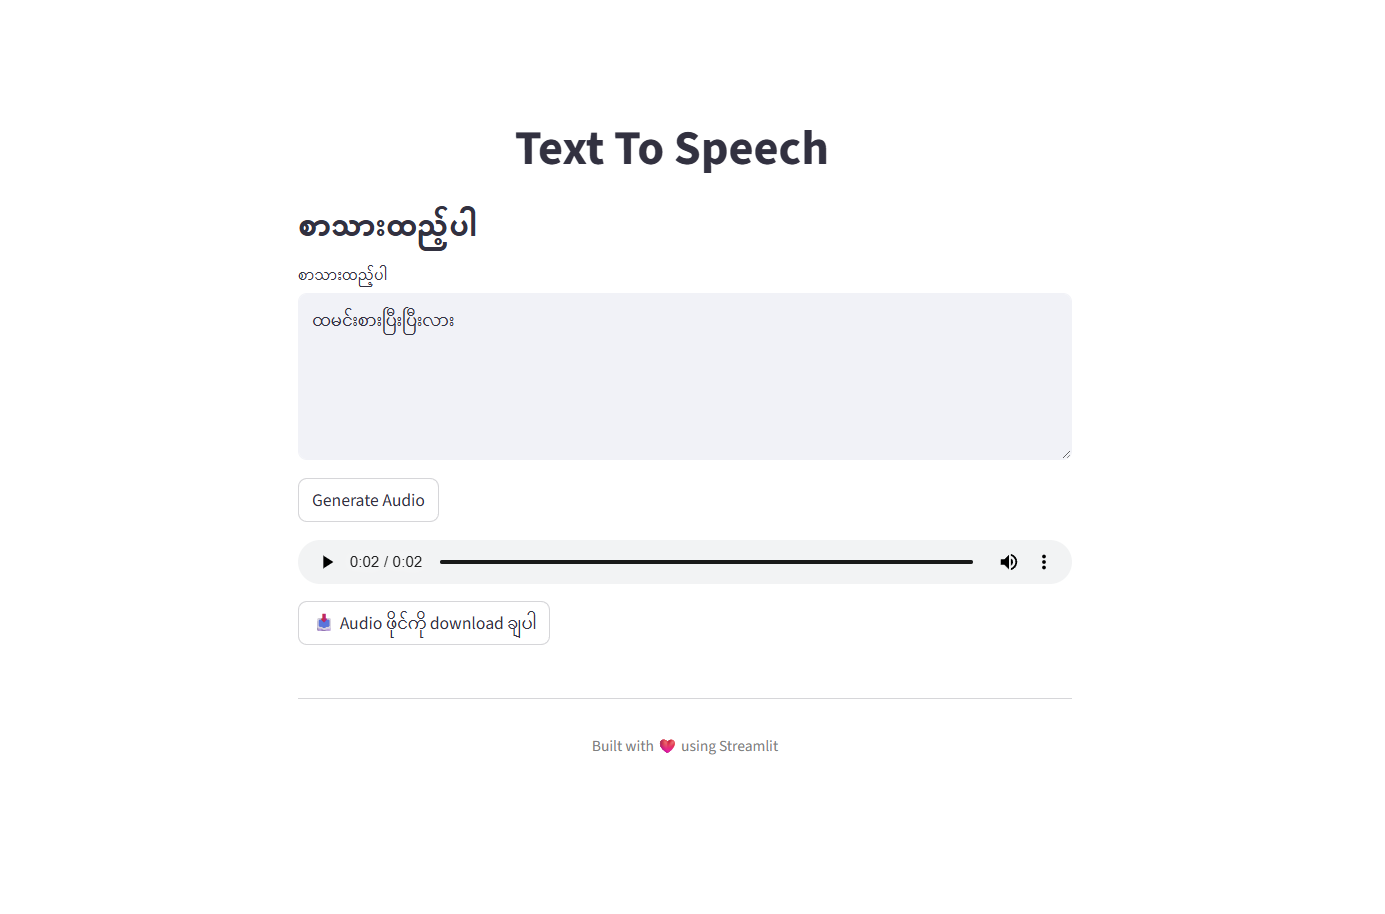 Text To Speech
စာသားထည့်ပါ
စာသားထည့်ပါ
ထမင်းစားပြီးပြီးလား
Generate Audio
0:02 / 0:02
📥 Audio ဖိုင်ကို download ချပါ
Built with 💖 using Streamlit